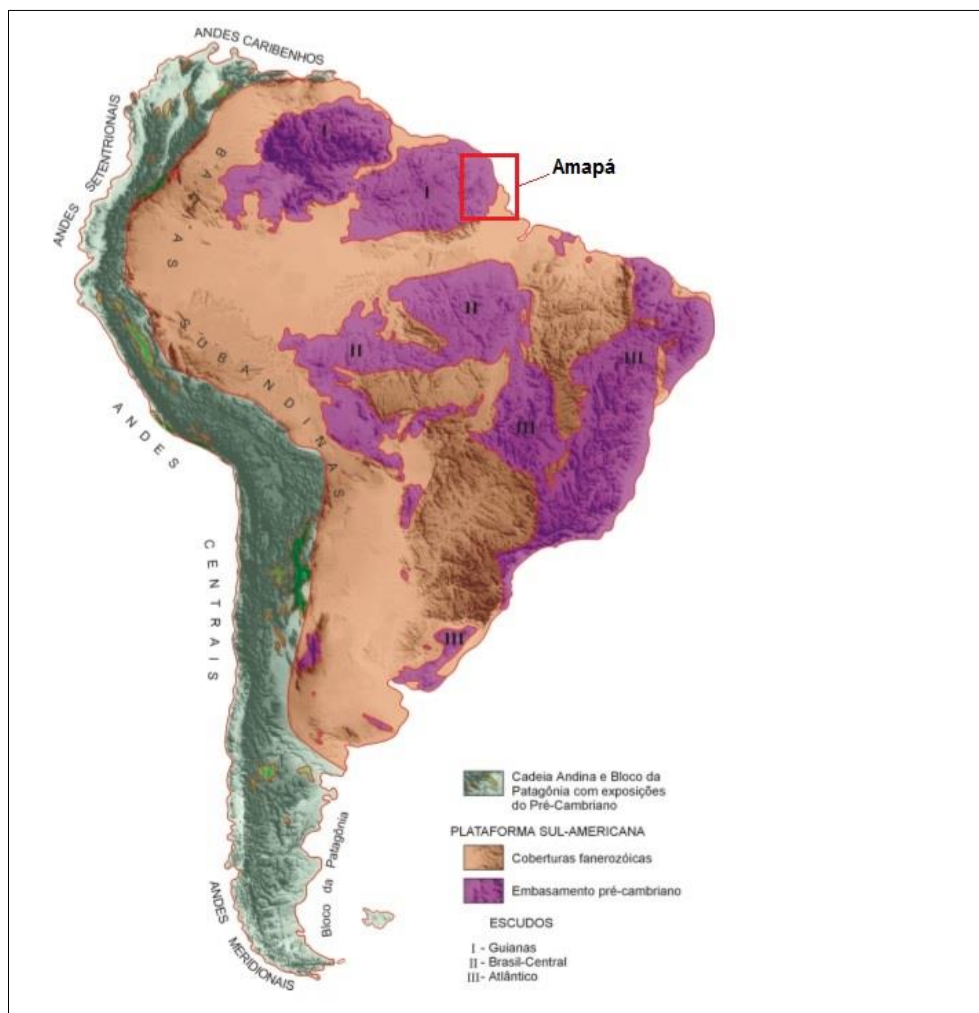 ANDES CARIBENHOS
ANDES SETENTRIONAIS
I
I
Amapá
BACIAS SUBANDINAS
II
II
III
III
ANDES
CENTRAIS
III
Cadeia Andina e Bloco da
Patagônia com exposições
do Pré-Cambriano
PLATAFORMA SUL-AMERICANA
Coberturas fanerozóicas
Embasamento pré-cambriano
ESCUDOS
I - Guianas
II - Brasil-Central
III- Atlântico
Bloco da Patagônia
ANDES MERIDIONAIS